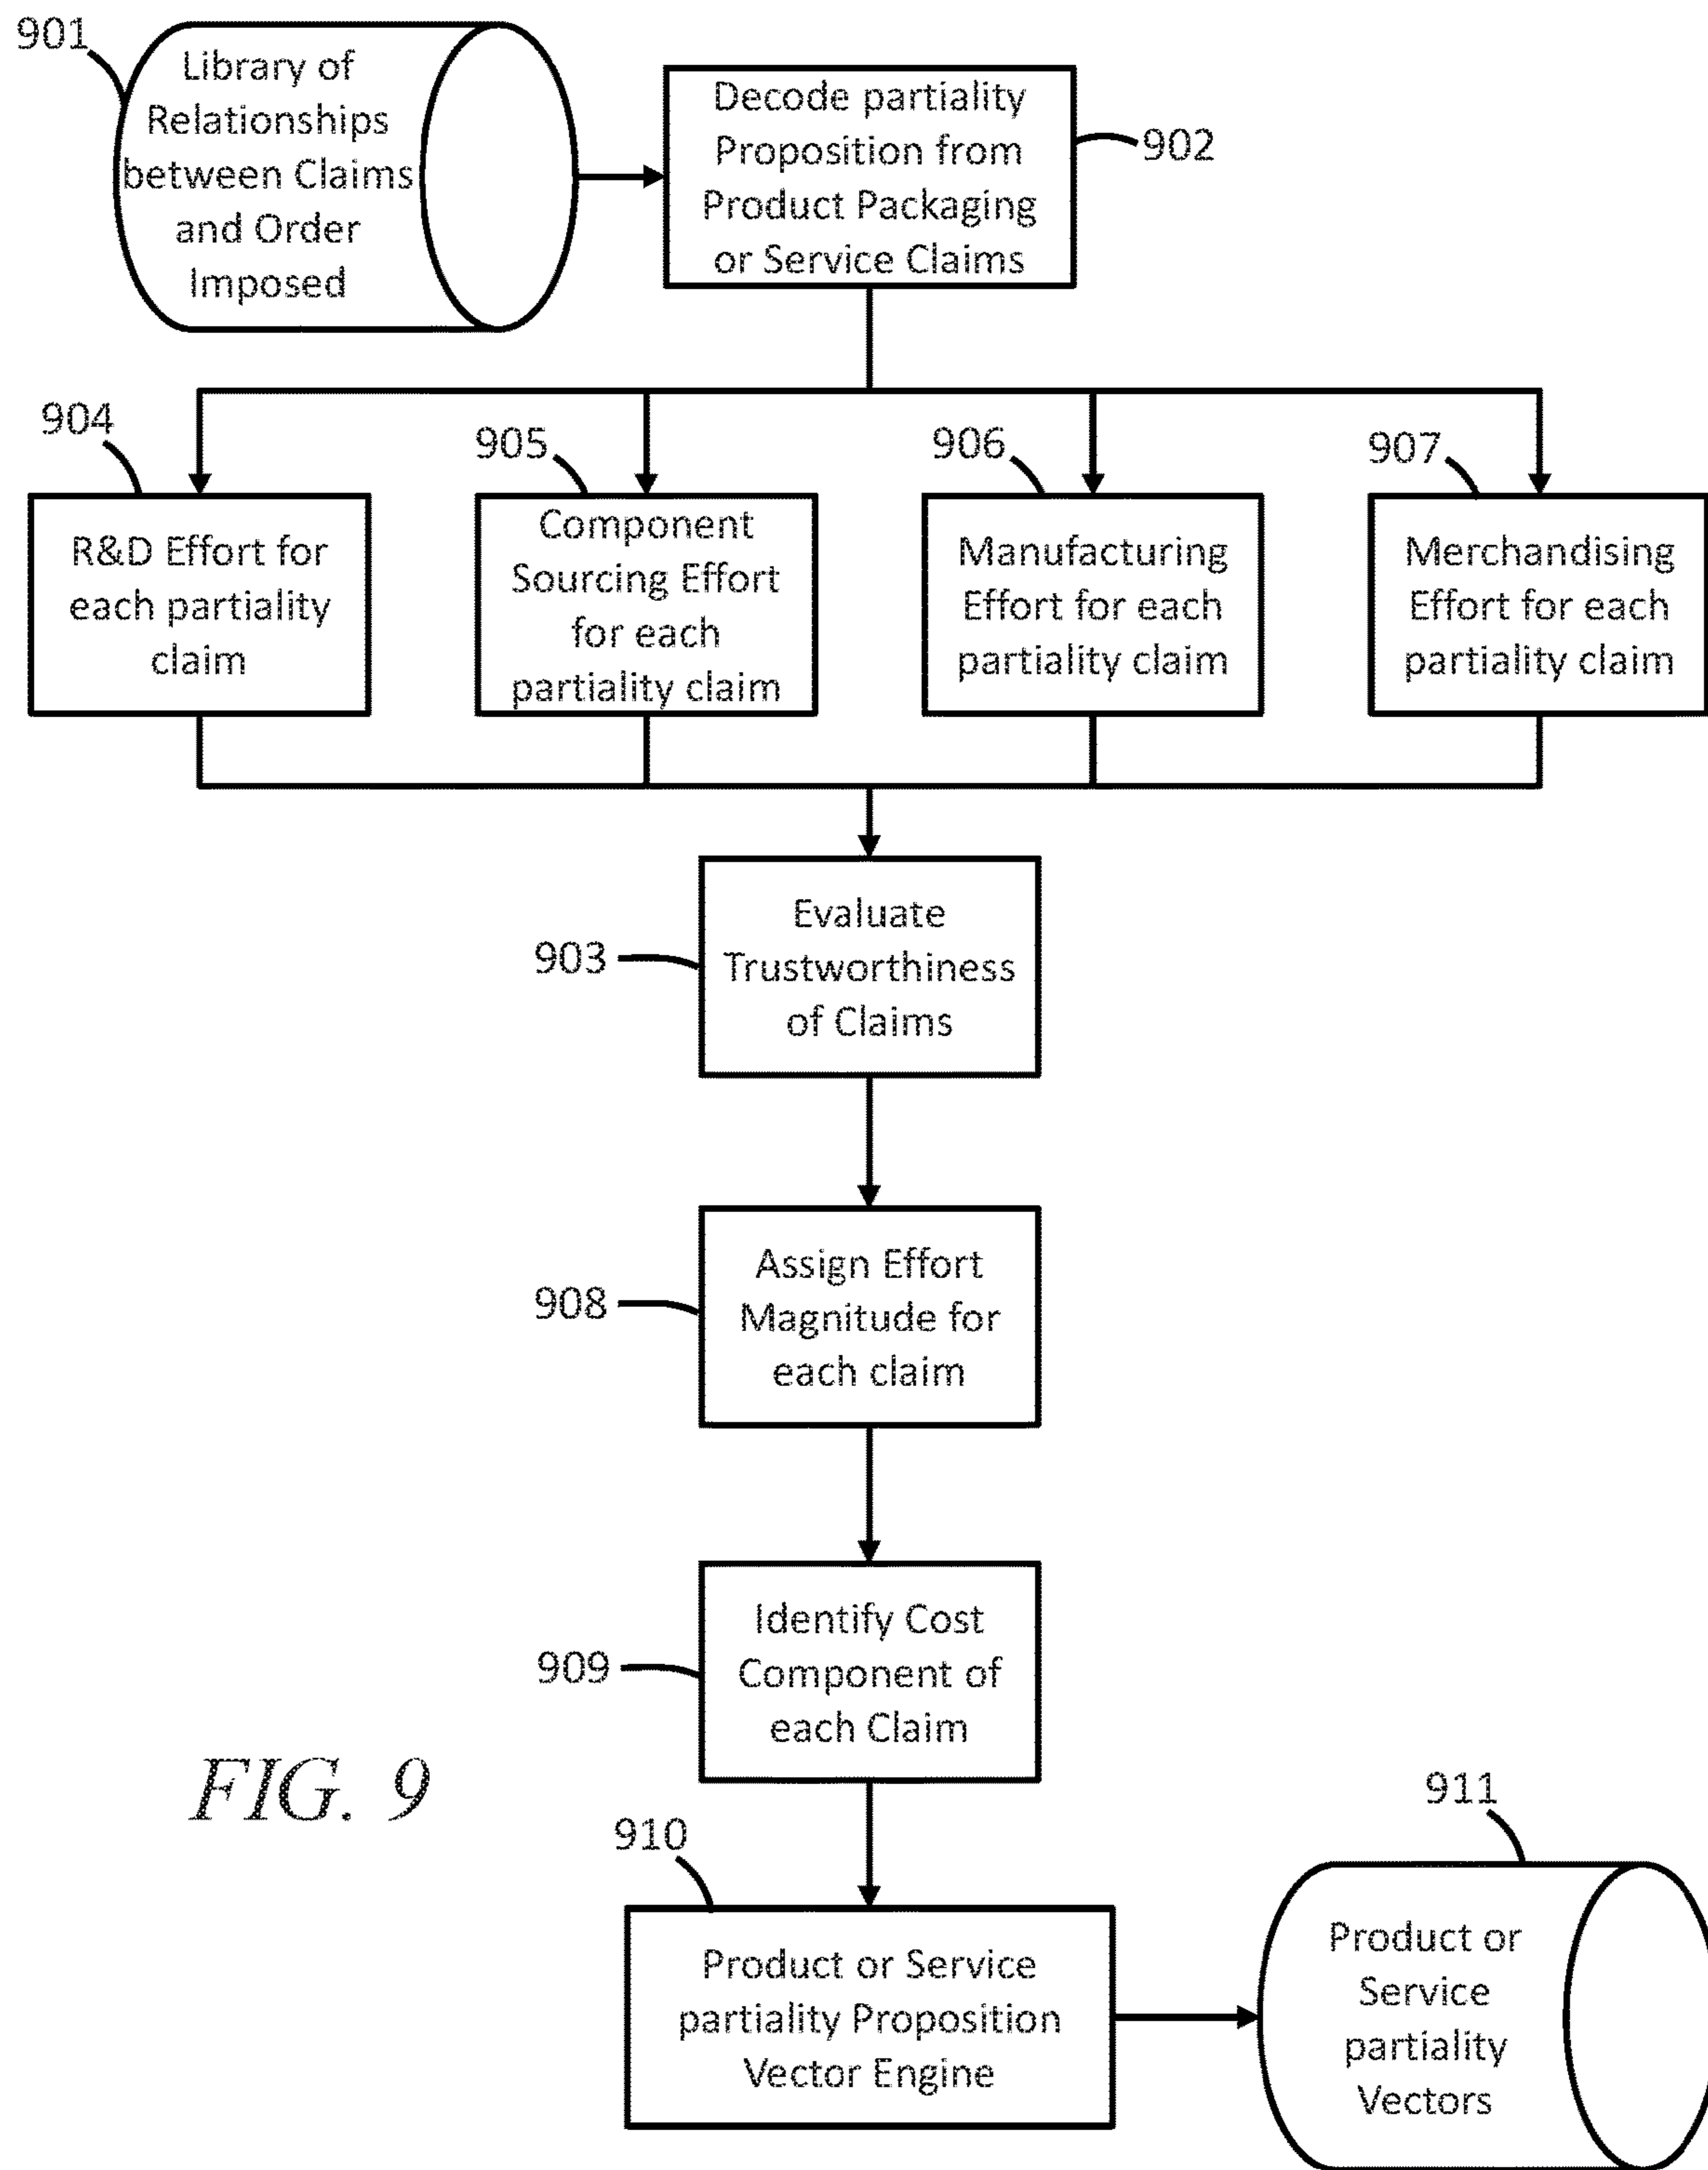 901
Library of
Relationships
between Claims
and Order
Imposed
Decode partiality
Proposition from
Product Packaging
or Service Claims
902
904
R&D Effort for
each partiality
claim
905
Component
Sourcing Effort
for each
partiality claim
906
Manufacturing
Effort for each
partiality claim
907
Merchandising
Effort for each
partiality claim
903
Evaluate
Trustworthiness
of Claims
908
Assign Effort
Magnitude for
each claim
909
Identify Cost
Component of
each Claim
FIG. 9
910
Product or Service
partiality Proposition
Vector Engine
911
Product or
Service
partiality
Vectors